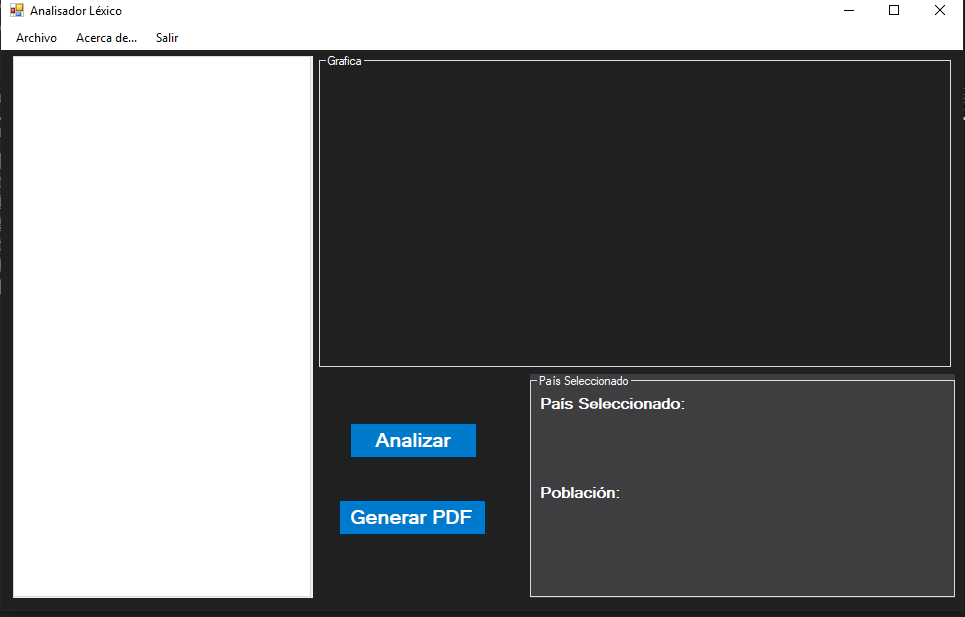 Analisador Léxico
Archivo Acerca de... Salir
Grafica
País Seleccionado
País Seleccionado:
Analizar
Población:
Generar PDF